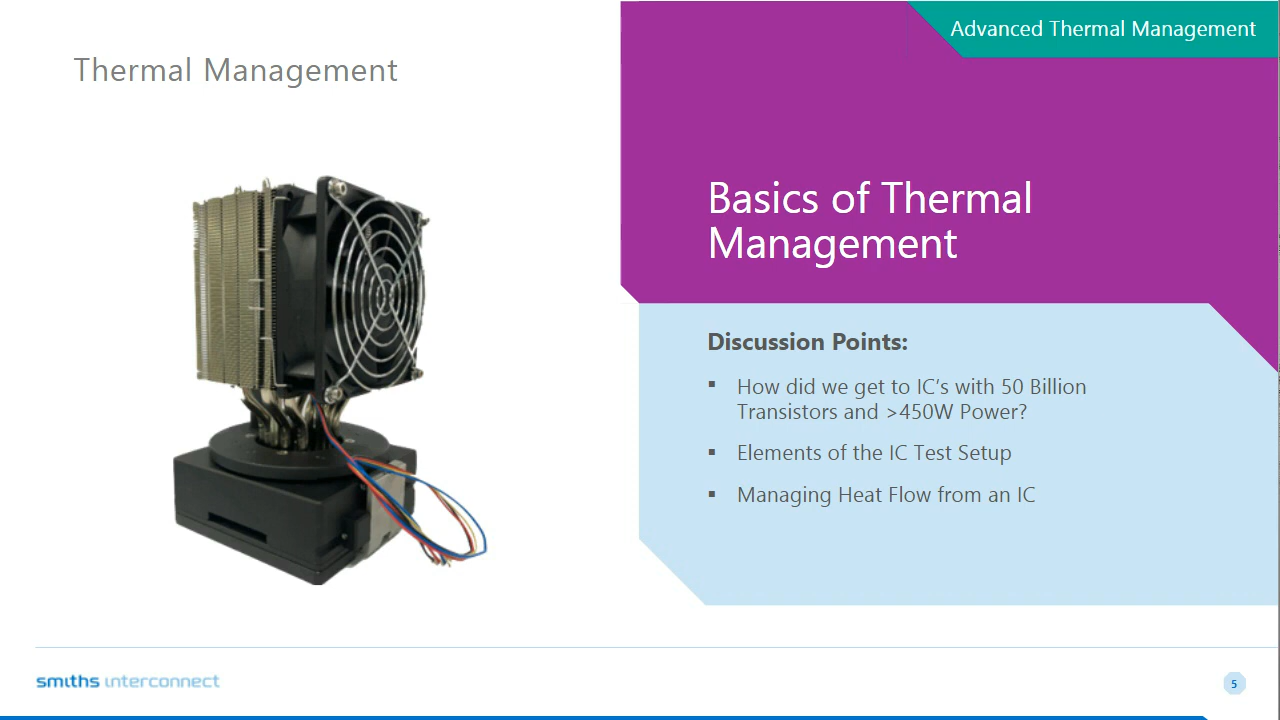 Advanced Thermal Management
Thermal Management
Basics of Thermal
Management
Discussion Points:
▪ How did we get to IC’s with 50 Billion
Transistors and >450W Power?
▪ Elements of the IC Test Setup
▪ Managing Heat Flow from an IC
smiths interconnect
5